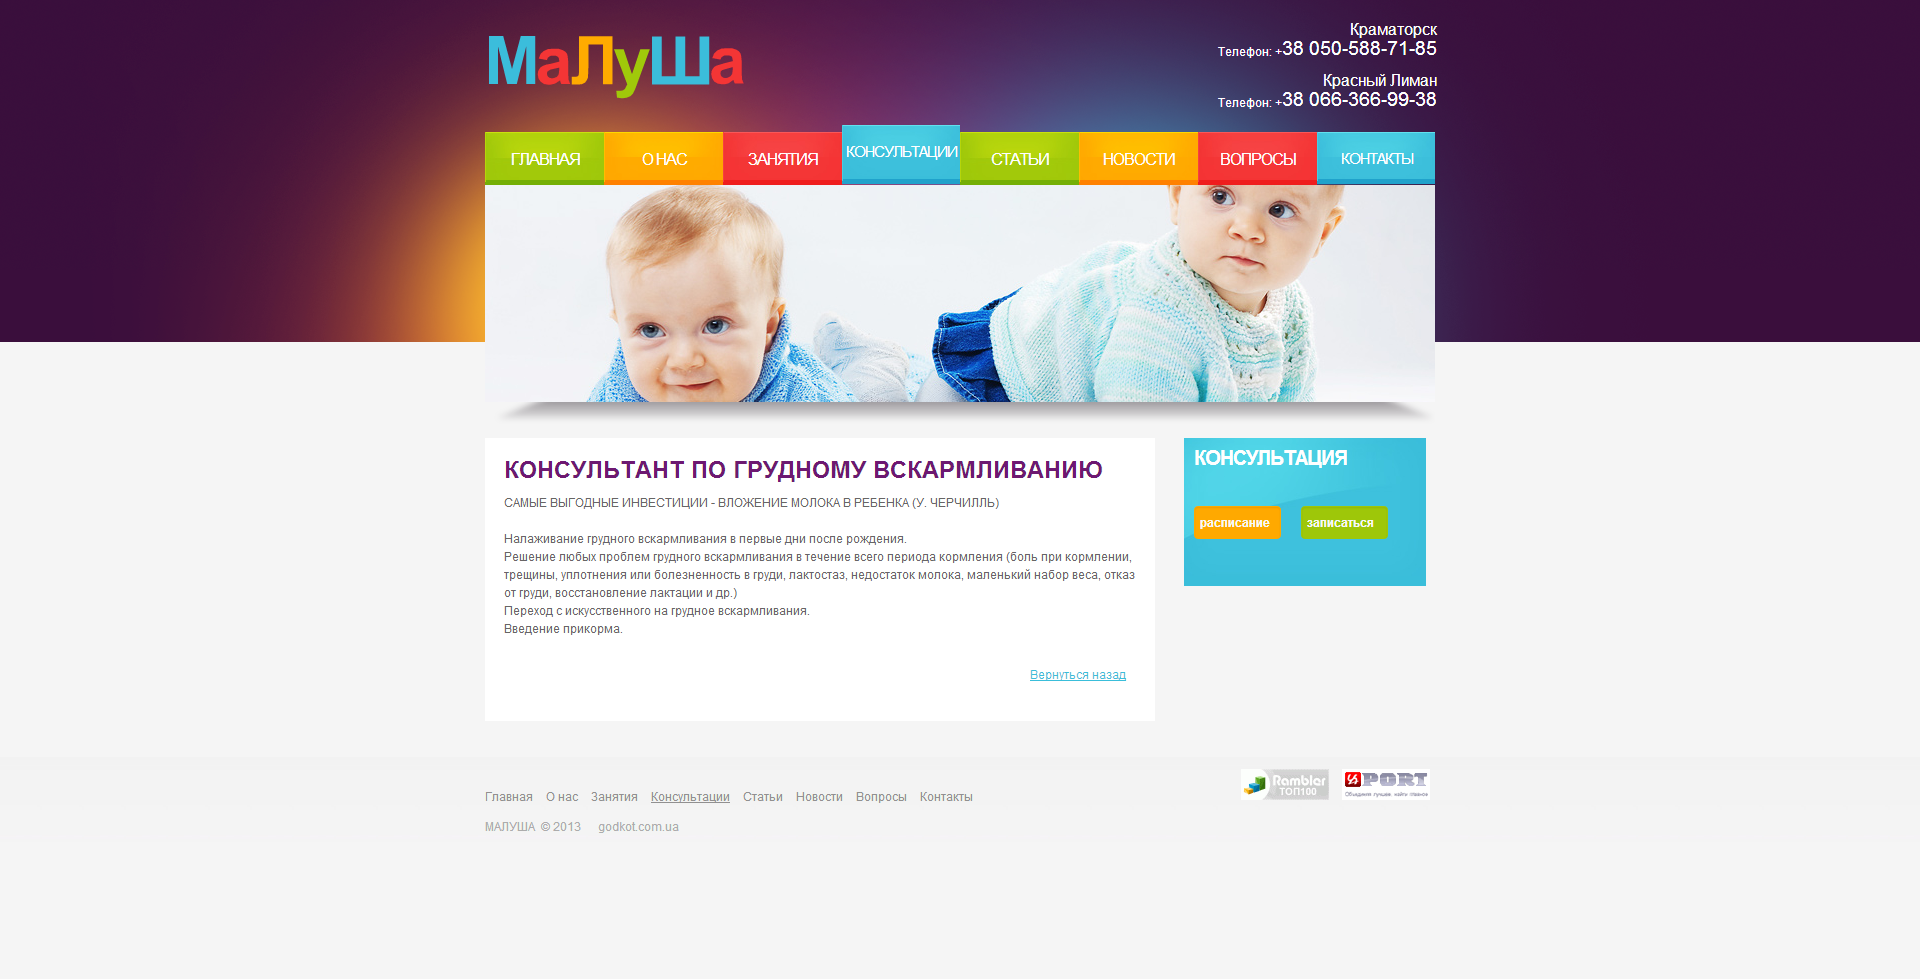 МаЛуШа
Краматорск
Телефон: +38 050-588-71-85
Красный Лиман
Телефон: +38 066-366-99-38
ГЛАВНАЯ
О НАС
ЗАНЯТИЯ
КОНСУЛЬТАЦИИ
СТАТЬИ
НОВОСТИ
ВОПРОСЫ
КОНТАКТЫ
КОНСУЛЬТАНТ ПО ГРУДНОМУ ВСКАРМЛИВАНИЮ
САМЫЕ ВЫГОДНЫЕ ИНВЕСТИЦИИ - ВЛОЖЕНИЕ МОЛОКА В РЕБЕНКА (У. ЧЕРЧИЛЛЬ)
Налаживание грудного вскармливания в первые дни после рождения.
Решение любых проблем грудного вскармливания в течение всего периода кормления (боль при кормлении,
трещины, уплотнения или болезненность в груди, лактостаз, недостаток молока, маленький набор веса, отказ
от груди, восстановление лактации и др.)
Переход с искусственного на грудное вскармливания.
Введение прикорма.
Вернуться назад
КОНСУЛЬТАЦИЯ
расписание
записаться
Главная О нас Занятия Консультации Статьи Новости Вопросы Контакты
МАЛУША © 2013 godkot.com.ua
Rambler
ТОП100
PORT